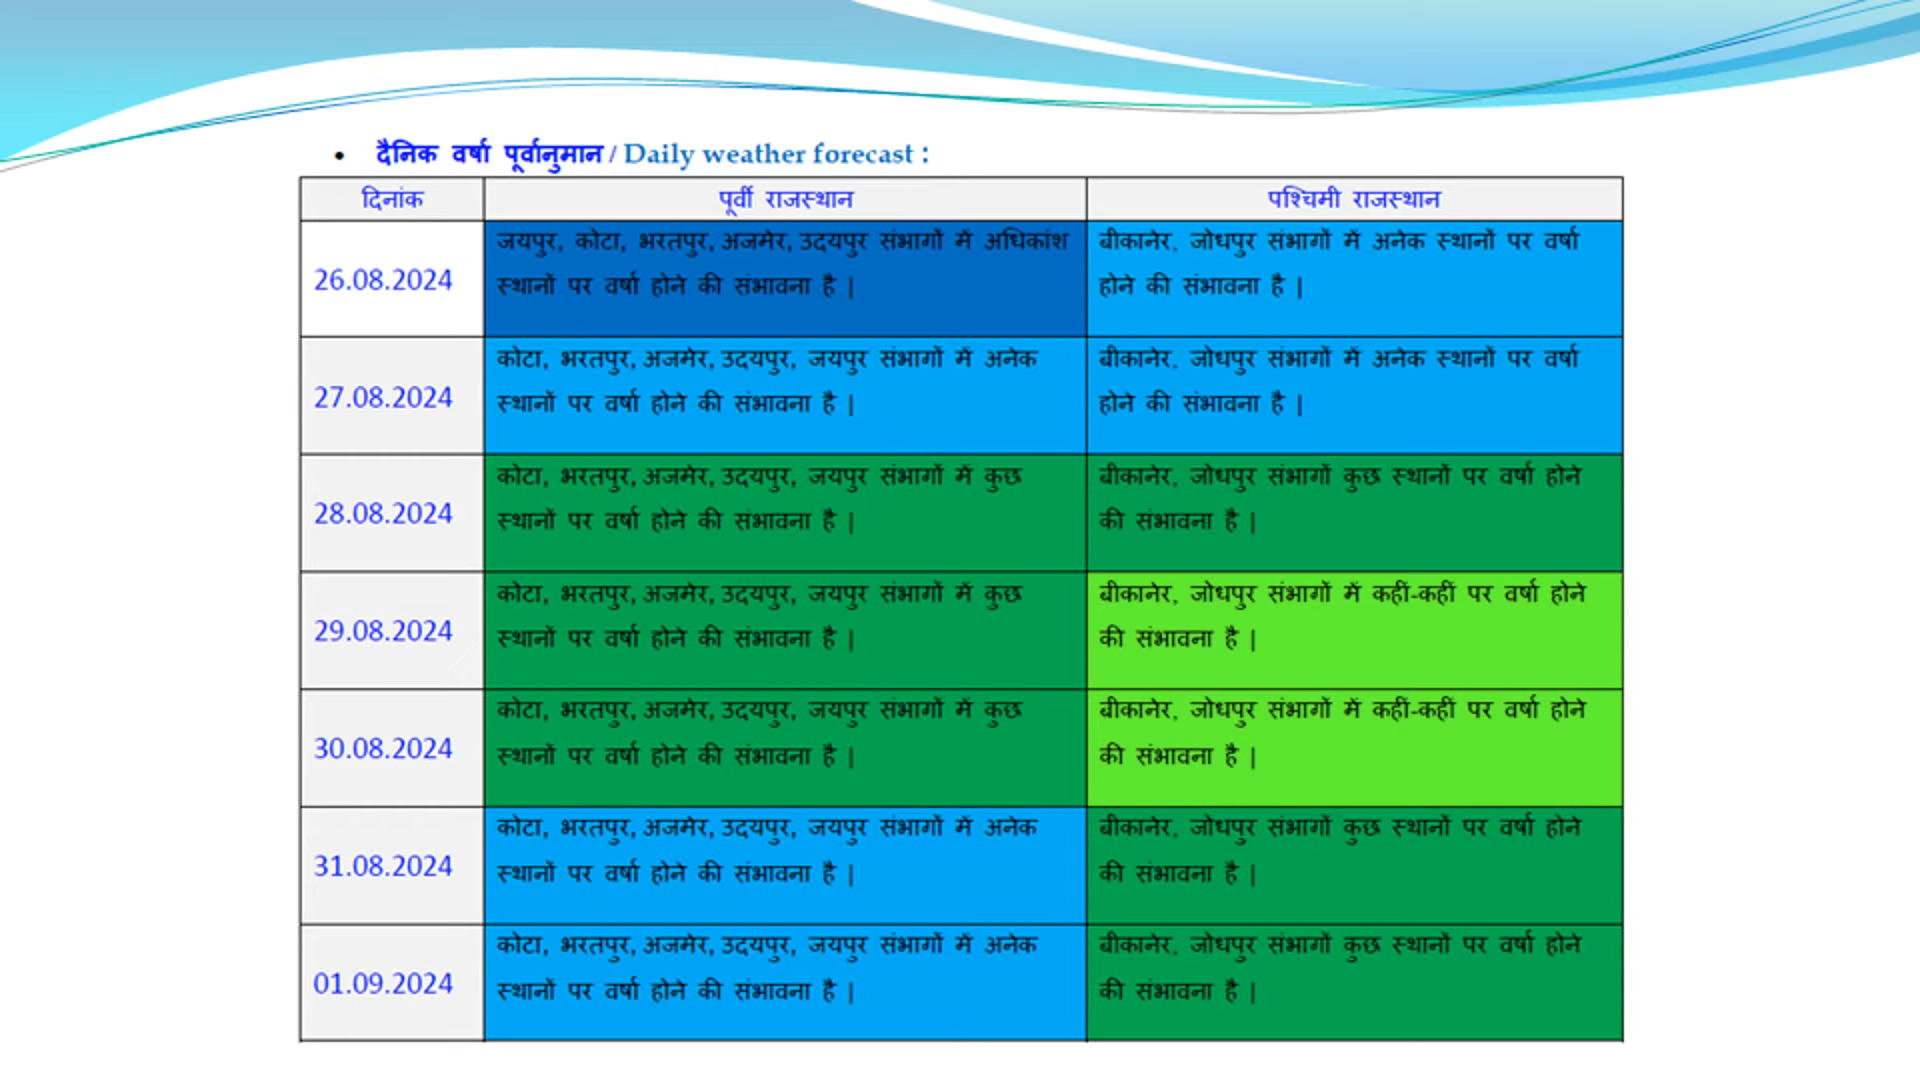 • दैनिक वर्षा पूर्वानुमान / Daily weather forecast :
दिनांक पूर्वी राजस्थान पश्चिमी राजस्थान
26.08.2024
जयपुर, कोटा, भरतपुर, अजमेर, उदयपुर संभागों में अधिकांश
स्थानों पर वर्षा होने की संभावना है |
बीकानेर, जोधपुर संभागों में अनेक स्थानों पर वर्षा
होने की संभावना है |
27.08.2024
कोटा, भरतपुर, अजमेर, उदयपुर, जयपुर संभागों में अनेक
स्थानों पर वर्षा होने की संभावना है |
बीकानेर, जोधपुर संभागों में अनेक स्थानों पर वर्षा
होने की संभावना है |
28.08.2024
कोटा, भरतपुर, अजमेर, उदयपुर, जयपुर संभागों में कुछ
स्थानों पर वर्षा होने की संभावना है |
बीकानेर, जोधपुर संभागों कुछ स्थानों पर वर्षा होने
की संभावना है |
29.08.2024
कोटा, भरतपुर, अजमेर, उदयपुर, जयपुर संभागों में कुछ
स्थानों पर वर्षा होने की संभावना है |
बीकानेर, जोधपुर संभागों में कहीं-कहीं पर वर्षा होने
की संभावना है |
30.08.2024
कोटा, भरतपुर, अजमेर, उदयपुर, जयपुर संभागों में कुछ
स्थानों पर वर्षा होने की संभावना है |
बीकानेर, जोधपुर संभागों में कहीं-कहीं पर वर्षा होने
की संभावना है |
31.08.2024
कोटा, भरतपुर, अजमेर, उदयपुर, जयपुर संभागों में अनेक
स्थानों पर वर्षा होने की संभावना है |
बीकानेर, जोधपुर संभागों कुछ स्थानों पर वर्षा होने
की संभावना है |
01.09.2024
कोटा, भरतपुर, अजमेर, उदयपुर, जयपुर संभागों में अनेक
स्थानों पर वर्षा होने की संभावना है |
बीकानेर, जोधपुर संभागों कुछ स्थानों पर वर्षा होने
की संभावना है |